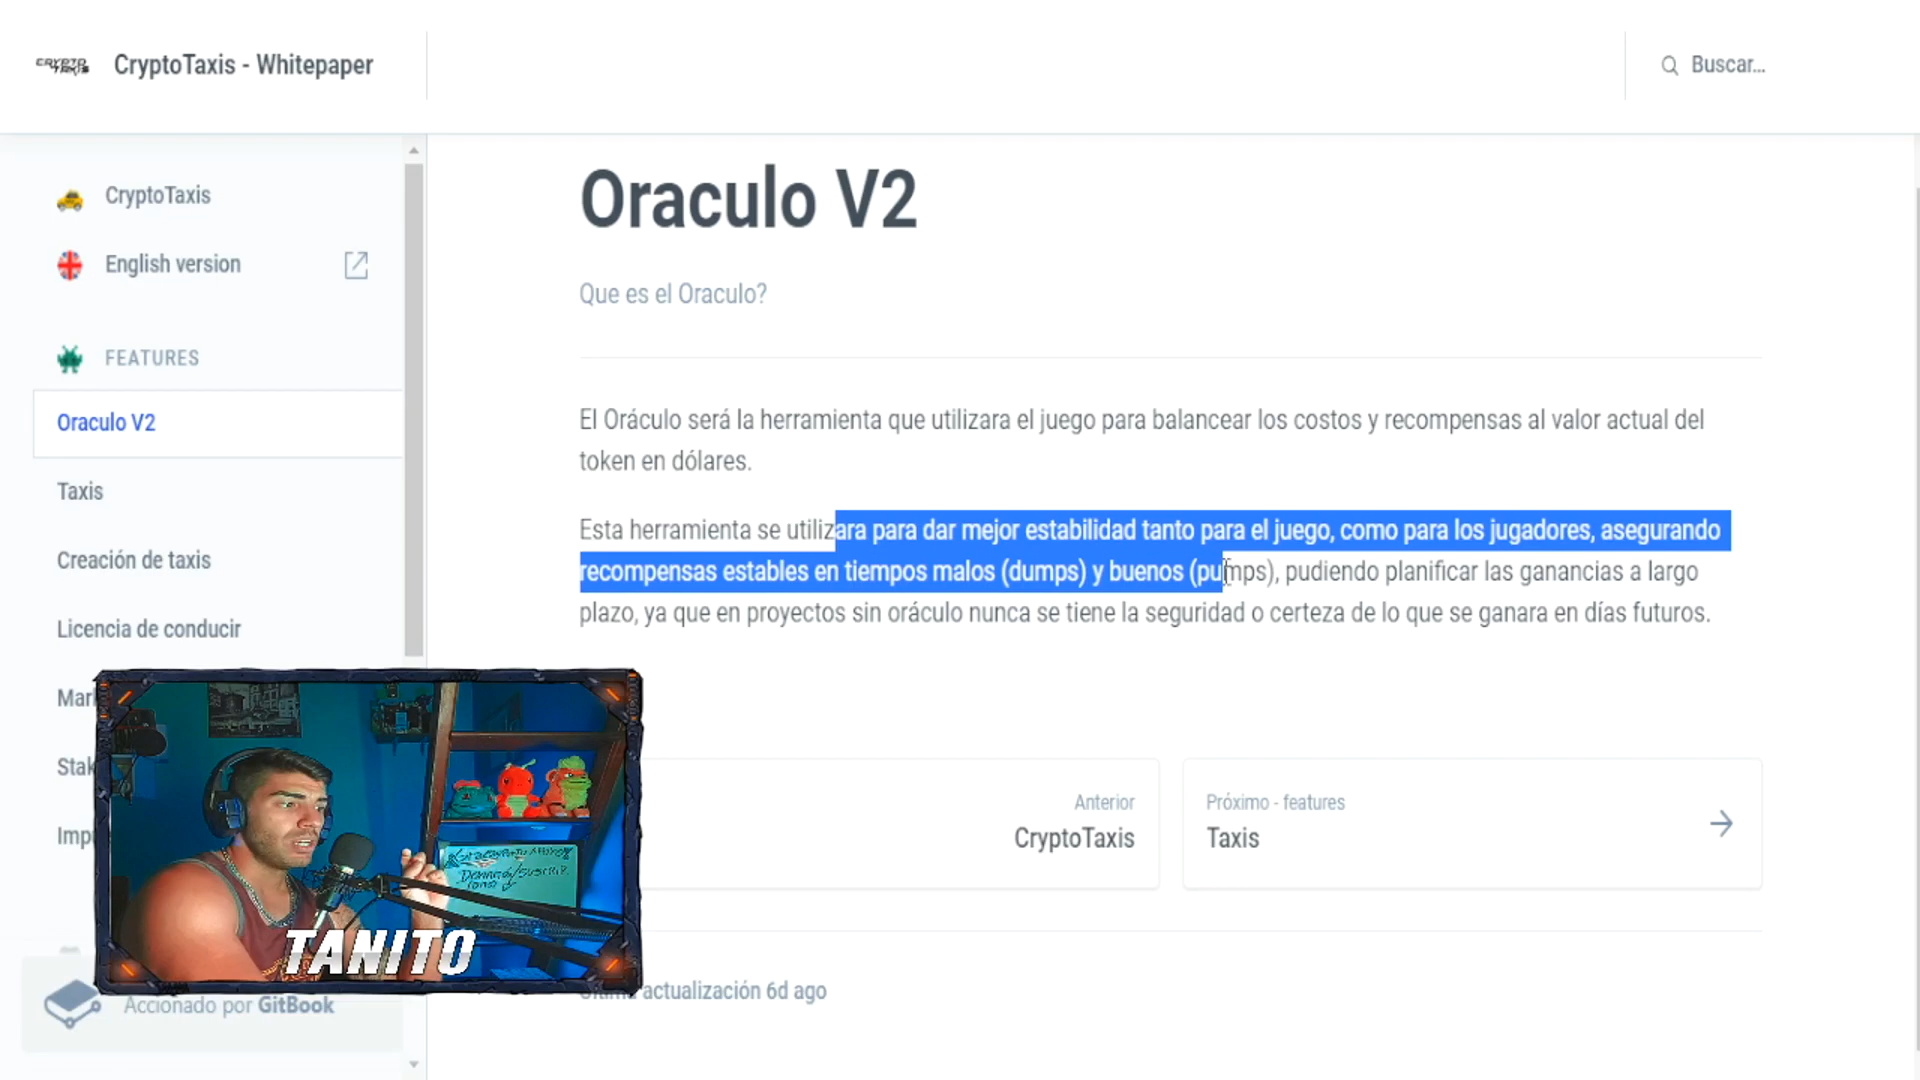 CRYPTO TAXIS
CryptoTaxis - Whitepaper
Buscar...
CryptoTaxis
English version
FEATURES
Oraculo V2
Taxis
Creación de taxis
Licencia de conducir
Mar
Stak
Imp
Accionado por GitBook
Oraculo V2
Que es el Oraculo?
El Oráculo será la herramienta que utilizara el juego para balancear los costos y recompensas al valor actual del
token en dólares.
Esta herramienta se utilizara para dar mejor estabilidad tanto para el juego, como para los jugadores, asegurando
recompensas estables en tiempos malos (dumps) y buenos (pumps), pudiendo planificar las ganancias a largo
plazo, ya que en proyectos sin oráculo nunca se tiene la seguridad o certeza de lo que se ganara en días futuros.
Anterior
CryptoTaxis
Próximo - features
Taxis
actualización 6d ago
TANITO